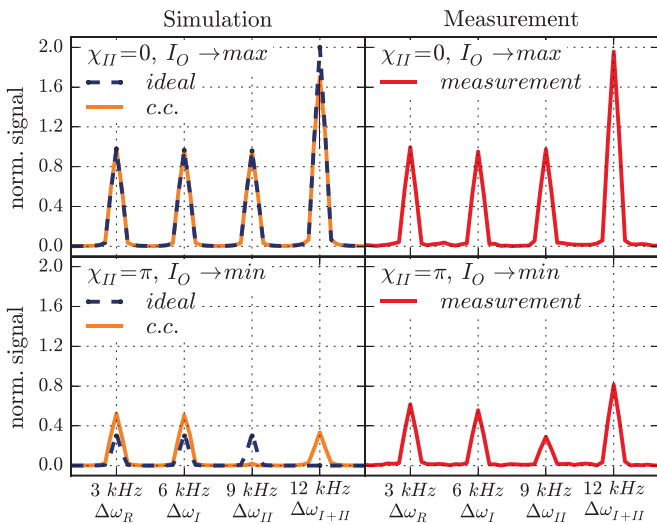 Simulation
Measurement
norm. signal
2.0
1.6
1.2
0.8
0.4
0.0
χ_II=0, I_O →max
ideal
c.c.
χ_II=0, I_O →max
measurement
norm. signal
2.0
1.6
1.2
0.8
0.4
0.0
χ_II=π, I_O →min
ideal
c.c.
χ_II=π, I_O →min
measurement
3 kHz 6 kHz 9 kHz 12 kHz
Δω_R Δω_I Δω_II Δω_I+II
3 kHz 6 kHz 9 kHz 12 kHz
Δω_R Δω_I Δω_II Δω_I+II